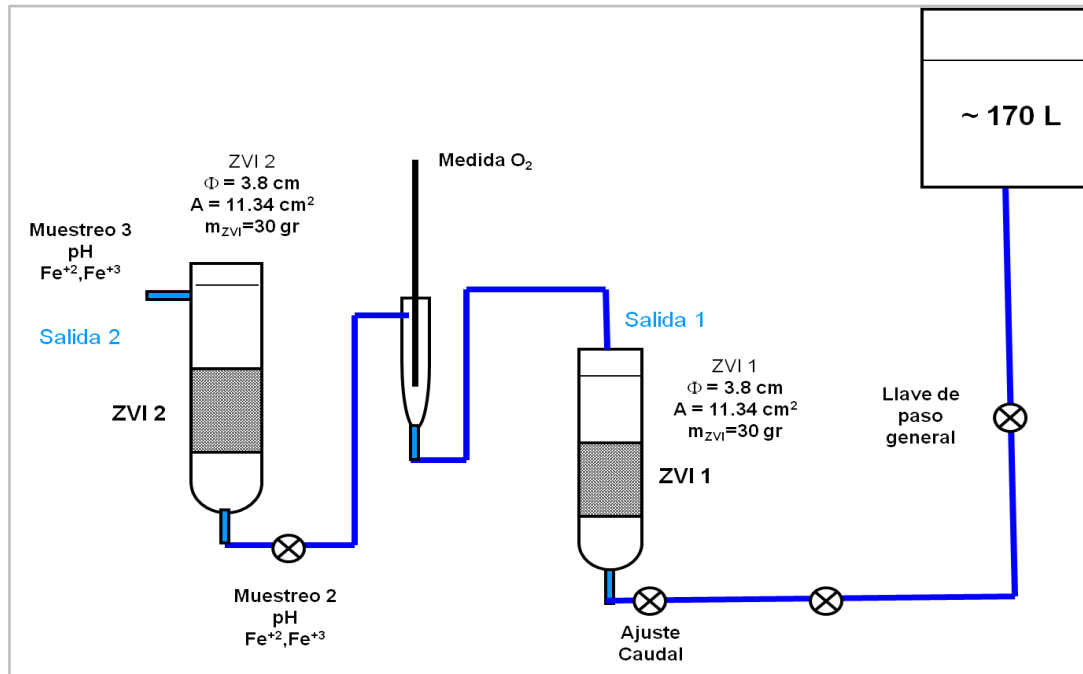 ~ 170 L
Medida O₂
ZVI 2
Φ = 3.8 cm
A = 11.34 cm²
m_ZVI=30 gr
Muestreo 3
pH
Fe⁺²,Fe⁺³
Salida 2
ZVI 2
Salida 1
ZVI 1
Φ = 3.8 cm
A = 11.34 cm²
m_ZVI=30 gr
ZVI 1
Llave de
paso
general
Muestreo 2
pH
Fe⁺²,Fe⁺³
Ajuste
Caudal